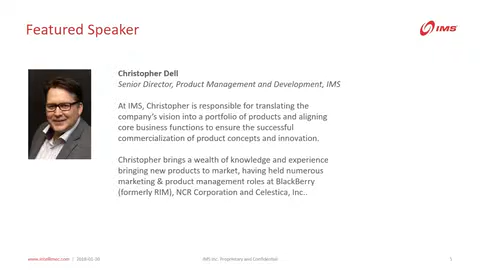 Featured Speaker
IMS
Christopher Dell
Senior Director, Product Management and Development, IMS
At IMS, Christopher is responsible for translating the
company's vision into a portfolio of products and aligning
core business functions to ensure the successful
commercialization of product concepts and innovation.
Christopher brings a wealth of knowledge and experience
bringing new products to market, having held numerous
marketing & product management roles at BlackBerry
(formerly RIM), NCR Corporation and Celestica, Inc..
IMS Inc. Proprietary and Confidential